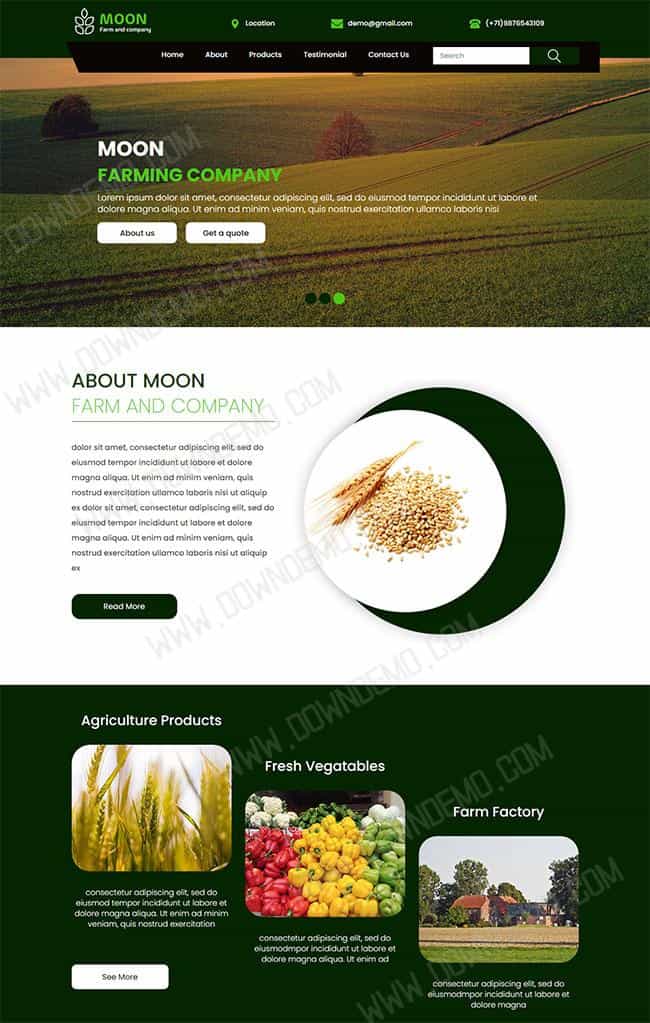 MOON
Farm and company
Location
demo@gmail.com
(+71)9876543109
Home About Products Testimonial Contact Us
Search
MOON
FARMING COMPANY
Lorem ipsum dolor sit amet, consectetur adipiscing elit, sed do eiusmod tempor incididunt ut labore et
dolore magna aliqua. Ut enim ad minim veniam, quis nostrud exercitation ullamco laboris nisi
About us
Get a quote
ABOUT MOON
FARM AND COMPANY
dolor sit amet, consectetur adipiscing elit, sed do
eiusmod tempor incididunt ut labore et dolore
magna aliqua. Ut enim ad minim veniam, quis
nostrud exercitation ullamco laboris nisi ut aliquip
ex dolor sit amet, consectetur adipiscing elit, sed do
eiusmod tempor incididunt ut labore et dolore
magna aliqua. Ut enim ad minim veniam, quis
nostrud exercitation ullamco laboris nisi ut aliquip
ex
Read More
Agriculture Products
consectetur adipiscing elit, sed do
eiusmod tempor incididunt ut labore et
dolore magna aliqua. Ut enim ad minim
veniam, quis nostrud exercitation
See More
Fresh Vegatables
consectetur adipiscing elit, sed do
eiusmod tempor incididunt ut labore et
dolore magna aliqua. Ut enim ad
Farm Factory
consectetur adipiscing elit, sed do
eiusmodmpor incididunt ut labore et
dolore magna
WWW.DOWNDEMO.COM
WWW.DOWNDEMO.COM
WWW.DOWNDEMO.COM
WWW.DOWNDEMO.COM
WWW.DOWNDEMO.COM